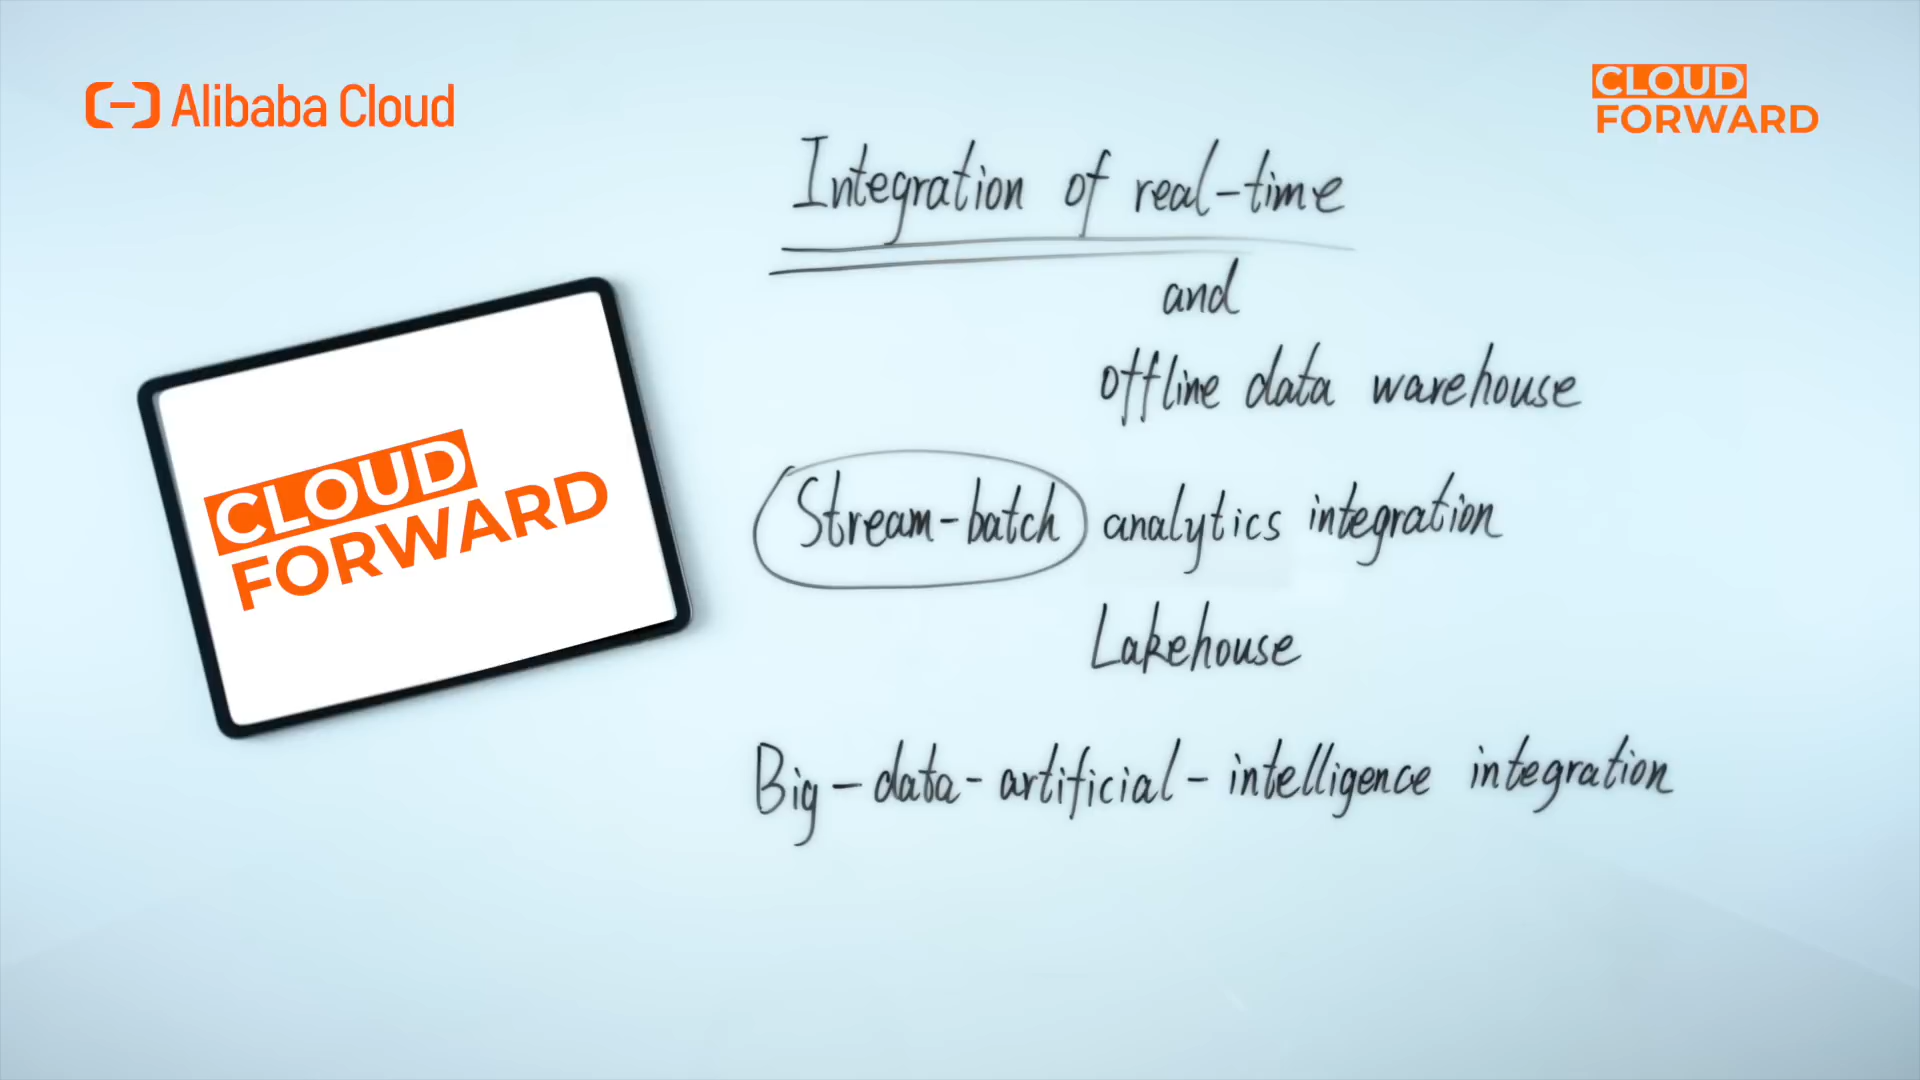 Alibaba Cloud
CLOUD
FORWARD
Integration of real-time
and
offline data warehouse
CLOUD
FORWARD
Stream-batch analytics integration
Lakehouse
Big-data-artificial-intelligence integration